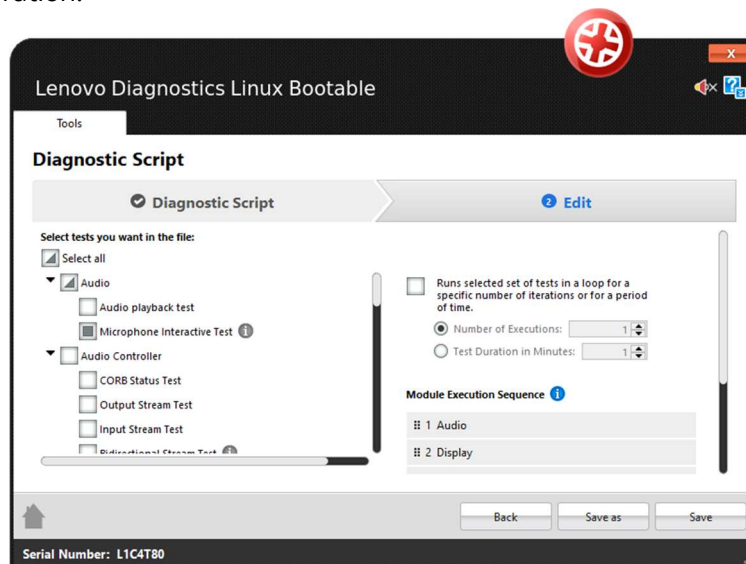 Lenovo Diagnostics Linux Bootable
x
Tools
Diagnostic Script
Diagnostic Script
2 Edit
Select tests you want in the file:
Select all
Audio
Audio playback test
Microphone Interactive Test
Audio Controller
CORB Status Test
Output Stream Test
Input Stream Test
Bidirectional Stream Test
Runs selected set of tests in a loop for a
specific number of iterations or for a period
of time.
Number of Executions: 1
Test Duration in Minutes: 1
Module Execution Sequence
1 Audio
2 Display
Back Save as Save
Serial Number: L1C4T80